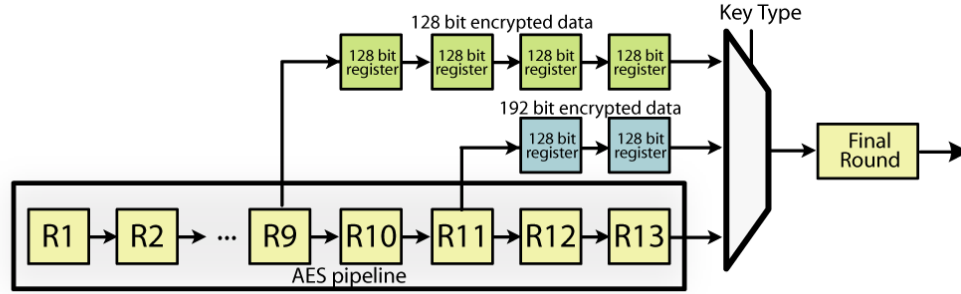 Key Type
128 bit encrypted data
128 bit
register
128 bit
register
128 bit
register
128 bit
register
192 bit encrypted data
128 bit
register
128 bit
register
Final
Round
R1
R2
...
R9
R10
R11
R12
R13
AES pipeline